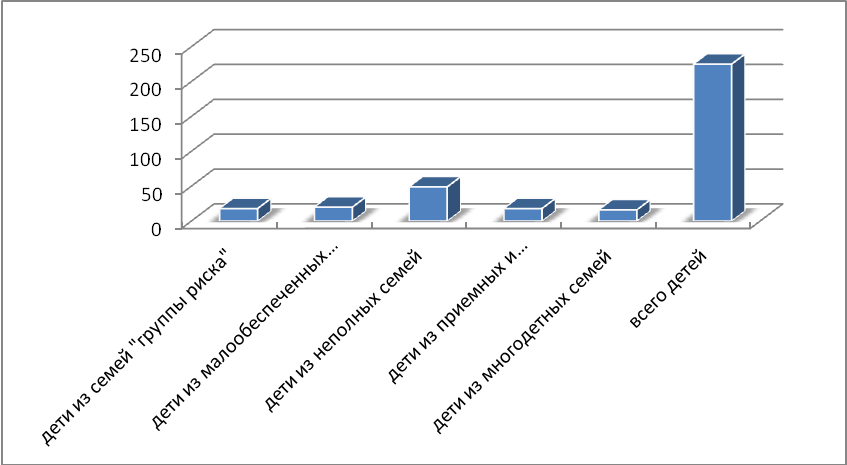 250
200
150
100
50
0
дети из семей "группы риска"
дети из малообеспеченных...
дети из неполных семей
дети из приемных и...
дети из многодетных семей
всего детей